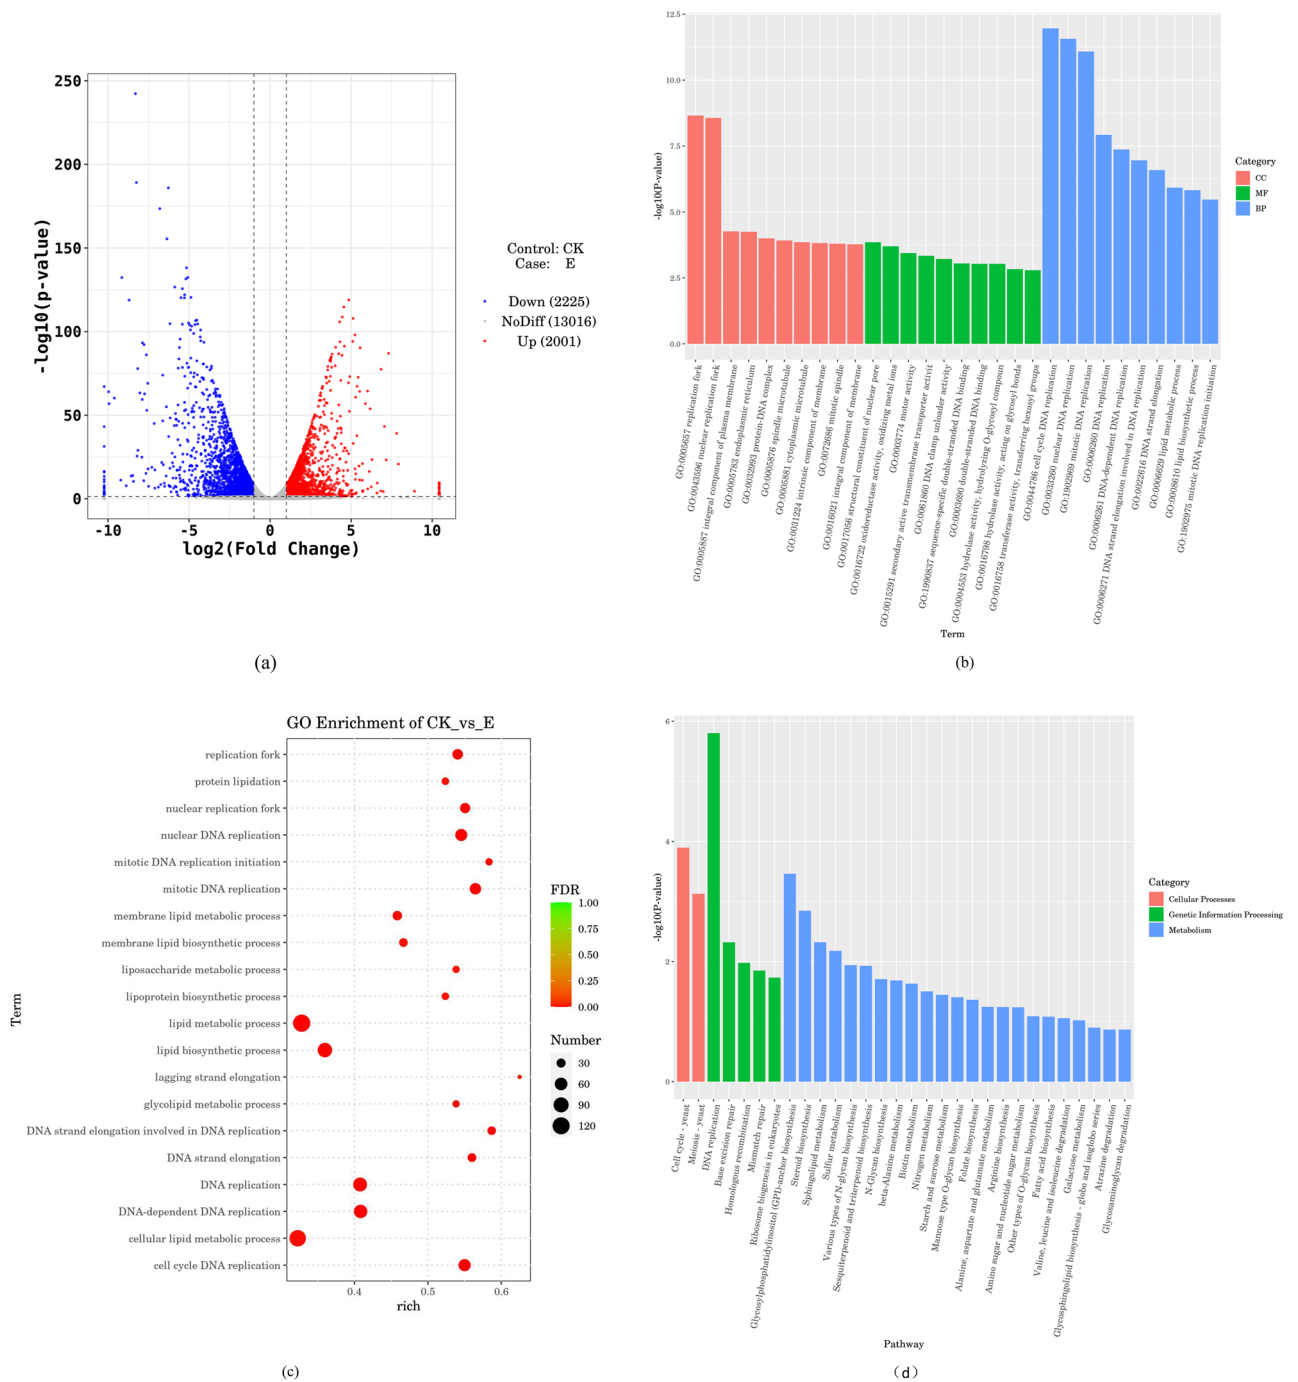 250
200
150
100
50
0
-10
-5
0
5
10
-log10(p-value)
log2(Fold Change)
Control: CK
Case: E
Down (2225)
NoDiff (13016)
Up (2001)
(a)
12.5
10.0
7.5
5.0
2.5
0.0
-log10(P-value)
GO:0005657 replication fork
GO:0043596 nuclear replication fork
GO:0005887 integral component of plasma membrane
GO:0005783 endoplasmic reticulum
GO:0032993 protein-DNA complex
GO:0005876 spindle microtubule
GO:0005881 cytoplasmic microtubule
GO:0031224 intrinsic component of membrane
GO:0072686 mitotic spindle
GO:0016021 integral component of membrane
GO:0017056 structural constituent of nuclear pore
GO:0016722 oxidoreductase activity, oxidizing metal ions
GO:0003774 motor activity
GO:0015291 secondary active transmembrane transporter activit
GO:0061860 DNA clamp unloader activity
GO:1990837 sequence-specific double-stranded DNA binding
GO:0003690 double-stranded DNA binding
GO:0004553 hydrolase activity, hydrolyzing O-glycosyl compoun
GO:0016798 hydrolase activity, acting on glycosyl bonds
GO:0016758 transferase activity, transferring hexosyl groups
GO:0044786 cell cycle DNA replication
GO:0033260 nuclear DNA replication
GO:1902969 mitotic DNA replication
GO:0006260 DNA replication
GO:0006261 DNA-dependent DNA replication
GO:0006271 DNA strand elongation involved in DNA replication
GO:0022616 DNA strand elongation
GO:0006629 lipid metabolic process
GO:0008610 lipid biosynthetic process
GO:1902975 mitotic DNA replication initiation
Term
Category
CC
MF
BP
(b)
GO Enrichment of CK_vs_E
replication fork
protein lipidation
nuclear replication fork
nuclear DNA replication
mitotic DNA replication initiation
mitotic DNA replication
membrane lipid metabolic process
membrane lipid biosynthetic process
liposaccharide metabolic process
lipoprotein biosynthetic process
lipid metabolic process
lipid biosynthetic process
lagging strand elongation
glycolipid metabolic process
DNA strand elongation involved in DNA replication
DNA strand elongation
DNA replication
DNA-dependent DNA replication
cellular lipid metabolic process
cell cycle DNA replication
Term
0.4
0.5
0.6
rich
FDR
1.00
0.75
0.50
0.25
0.00
Number
30
60
90
120
(c)
6
4
2
0
-log10(P-value)
Cell cycle - yeast
Meiosis - yeast
DNA replication
Base excision repair
Homologous recombination
Mismatch repair
Ribosome biogenesis in eukaryotes
Glycosylphosphatidylinositol (GPI)-anchor biosynthesis
Steroid biosynthesis
Sphingolipid metabolism
Sulfur metabolism
Various types of N-glycan biosynthesis
Sesquiterpenoid and triterpenoid biosynthesis
N-Glycan biosynthesis
beta-Alanine metabolism
Biotin metabolism
Nitrogen metabolism
Starch and sucrose metabolism
Mannose type O-glycan biosynthesis
Folate biosynthesis
Alanine, aspartate and glutamate metabolism
Arginine biosynthesis
Amino sugar and nucleotide sugar metabolism
Other types of O-glycan biosynthesis
Fatty acid biosynthesis
Valine, leucine and isoleucine degradation
Galactose metabolism
Glycosphingolipid biosynthesis - globo and isoglobo series
Atrazine degradation
Glycosaminoglycan degradation
Pathway
Category
Cellular Processes
Genetic Information Processing
Metabolism
(d)